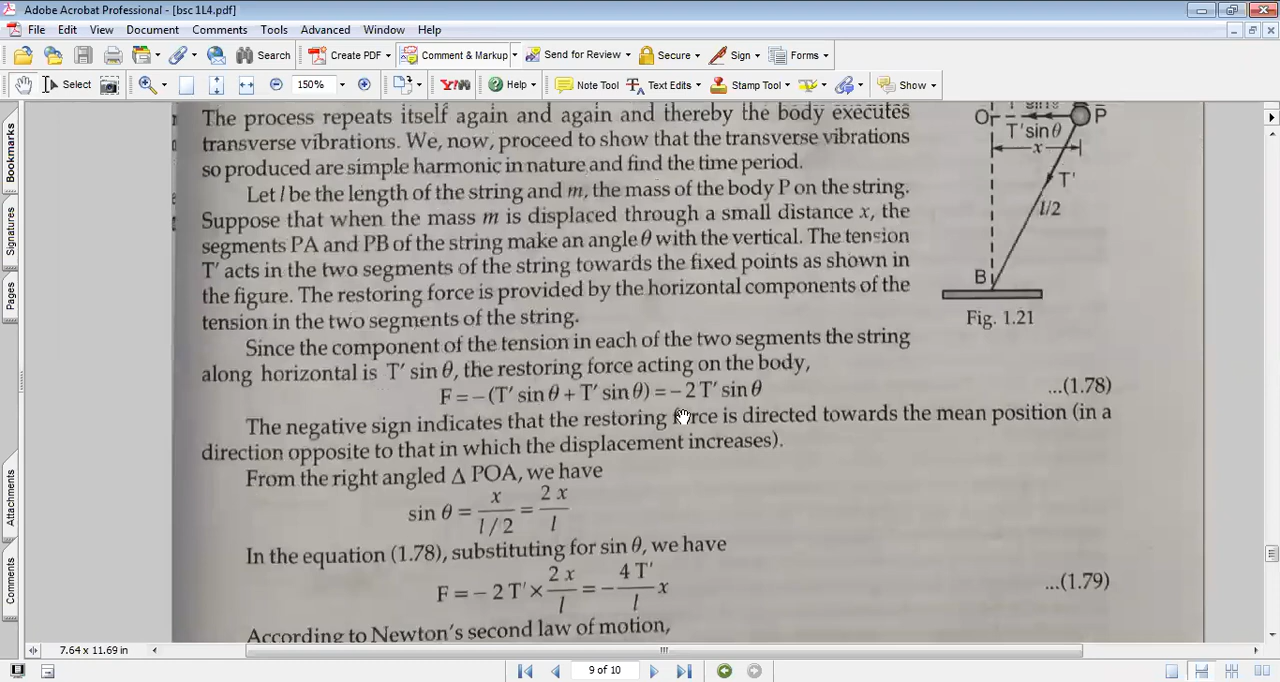 Adobe Acrobat Professional - [bsc 1L4.pdf]
File Edit View Document Comments Tools Advanced Window Help
Search Create PDF Comment & Markup Send for Review Secure Sign Forms
Select 150% Y! Help Note Tool Text Edits Stamp Tool Show
Bookmarks
Signatures
Pages
Attachments
Comments
The process repeats itself again and again and thereby the body executes
transverse vibrations. We, now, proceed to show that the transverse vibrations
so produced are simple harmonic in nature and find the time period.
Let l be the length of the string and m, the mass of the body P on the string.
Suppose that when the mass m is displaced through a small distance x, the
segments PA and PB of the string make an angle θ with the vertical. The tension
T′ acts in the two segments of the string towards the fixed points as shown in
the figure. The restoring force is provided by the horizontal components of the
tension in the two segments of the string.
O P
T'sin θ
x
T'
l/2
B
Fig. 1.21
Since the component of the tension in each of the two segments the string
along horizontal is T′ sin θ, the restoring force acting on the body,
F = – (T′ sin θ + T′ sin θ) = – 2 T′ sin θ ...(1.78)
The negative sign indicates that the restoring force is directed towards the mean position (in a
direction opposite to that in which the displacement increases).
From the right angled Δ POA, we have
sin θ = x / (l/2) = 2 x / l
In the equation (1.78), substituting for sin θ, we have
F = – 2 T′ × 2 x / l = – 4 T′ / l x ...(1.79)
According to Newton's second law of motion,
7.64 x 11.69 in
9 of 10